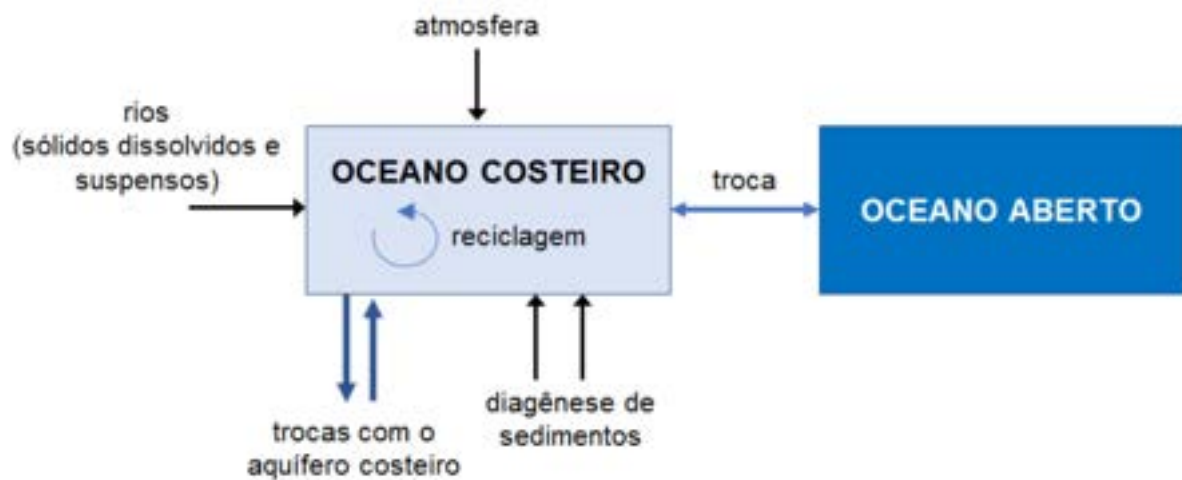 atmosfera
rios
(sólidos dissolvidos e
suspensos)
OCEANO COSTEIRO
reciclagem
troca
OCEANO ABERTO
trocas com o
aquífero costeiro
diagênese de
sedimentos